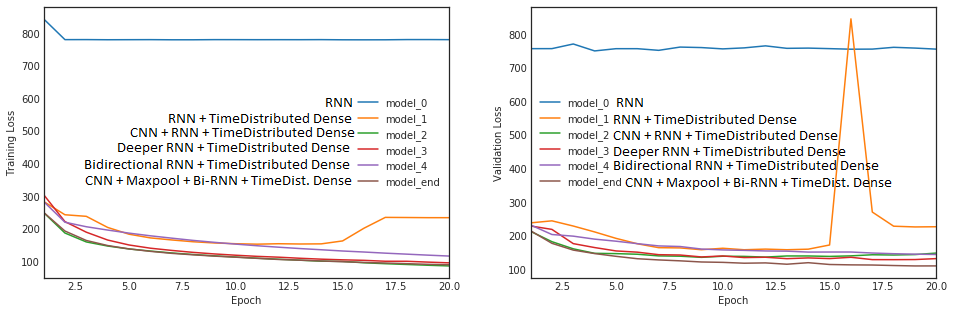 800
700
600
500
400
300
200
100
Training Loss
RNN model_0
RNN + TimeDistributed Dense model_1
CNN + RNN + TimeDistributed Dense model_2
Deeper RNN + TimeDistributed Dense model_3
Bidirectional RNN + TimeDistributed Dense model_4
CNN + Maxpool + Bi-RNN + TimeDist. Dense model_end
2.5 5.0 7.5 10.0 12.5 15.0 17.5 20.0
Epoch
800
700
600
500
400
300
200
100
Validation Loss
model_0 RNN
model_1 RNN + TimeDistributed Dense
model_2 CNN + RNN + TimeDistributed Dense
model_3 Deeper RNN + TimeDistributed Dense
model_4 Bidirectional RNN + TimeDistributed Dense
model_end CNN + Maxpool + Bi-RNN + TimeDist. Dense
2.5 5.0 7.5 10.0 12.5 15.0 17.5 20.0
Epoch